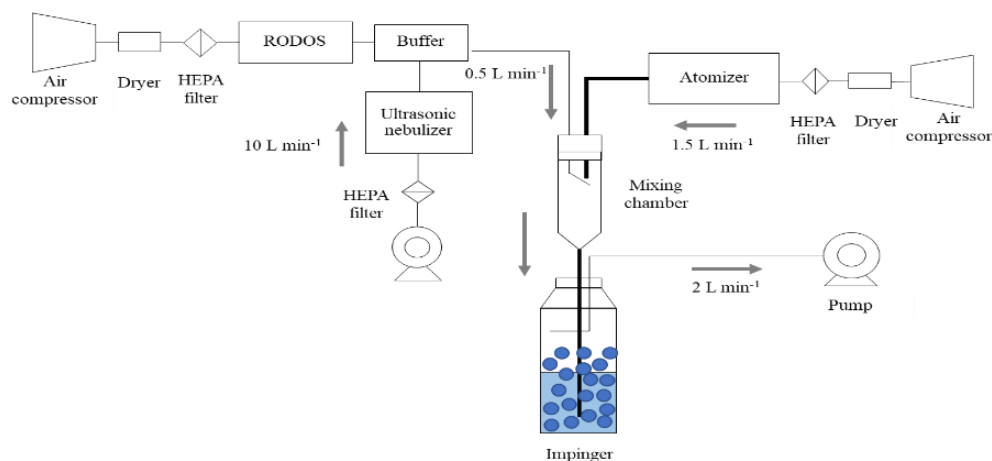 RODOS
Buffer
Air
compressor
Dryer
HEPA
filter
0.5 L min⁻¹
Atomizer
Ultrasonic
nebulizer
10 L min⁻¹
1.5 L min⁻¹
HEPA
filter
Dryer
Air
compressor
HEPA
filter
Mixing
chamber
2 L min⁻¹
Pump
Impinger